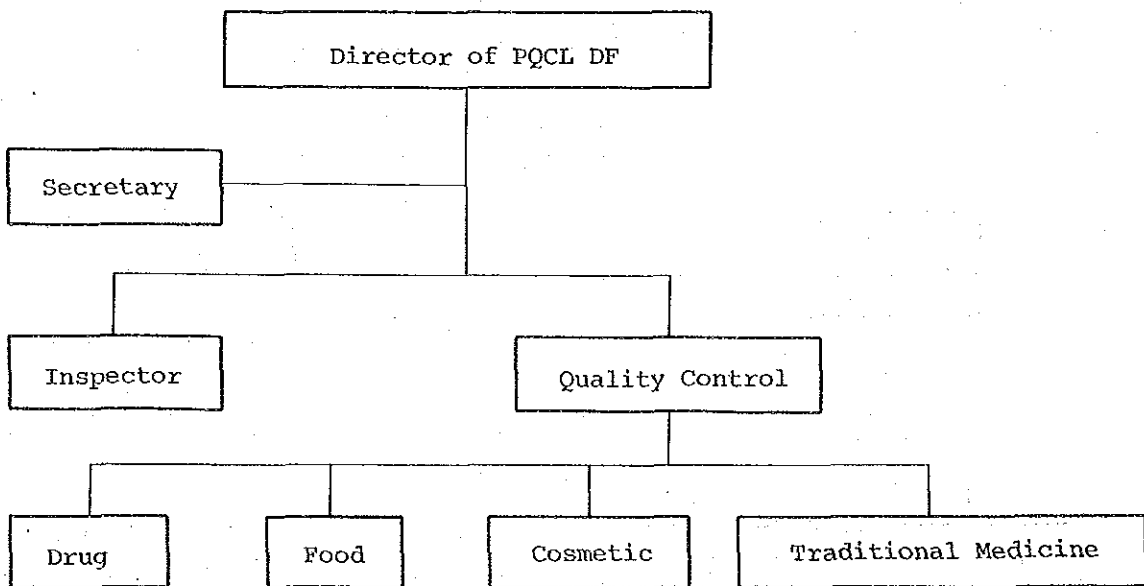 Director of PQCL DF
Secretary
Inspector
Quality Control
Drug
Food
Cosmetic
Traditional Medicine